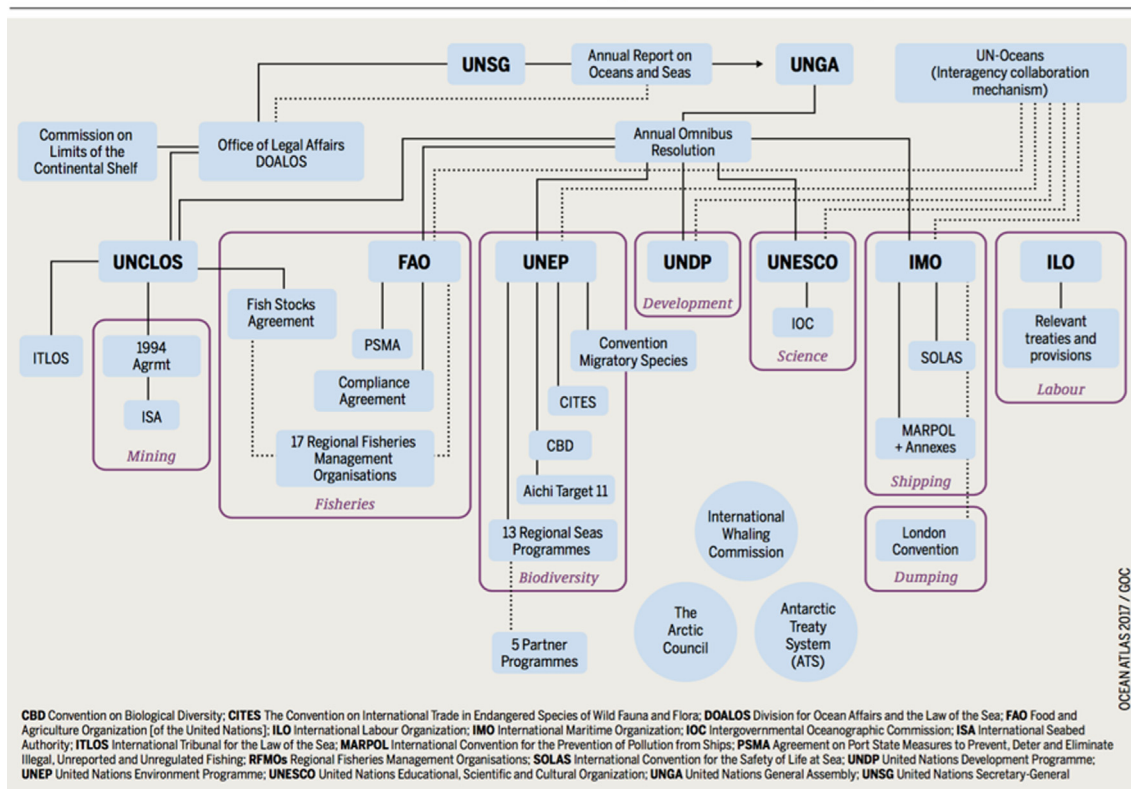 UNSG
Annual Report on
Oceans and Seas
UNGA
UN-Oceans
(Interagency collaboration
mechanism)
Commission on
Limits of the
Continental Shelf
Office of Legal Affairs
DOALOS
Annual Omnibus
Resolution
UNCLOS
FAO
UNEP
UNDP
UNESCO
IMO
ILO
Fish Stocks
Agreement
Development
IOC
Relevant
treaties and
provisions
ITLOS
1994
Agrmt
PSMA
Convention
Migratory Species
Science
SOLAS
Labour
Compliance
Agreement
ISA
CITES
Mining
17 Regional Fisheries
Management
Organisations
CBD
MARPOL
+ Annexes
Fisheries
Aichi Target 11
Shipping
13 Regional Seas
Programmes
Biodiversity
International
Whaling
Commission
London
Convention
Dumping
The
Arctic
Council
Antarctic
Treaty
System
(ATS)
5 Partner
Programmes
OCEAN ATLAS 2017 / GOC
CBD Convention on Biological Diversity; CITES The Convention on International Trade in Endangered Species of Wild Fauna and Flora; DOALOS Division for Ocean Affairs and the Law of the Sea; FAO Food and
Agriculture Organization [of the United Nations]; ILO International Labour Organization; IMO International Maritime Organization; IOC Intergovernmental Oceanographic Commission; ISA International Seabed
Authority; ITLOS International Tribunal for the Law of the Sea; MARPOL International Convention for the Prevention of Pollution from Ships; PSMA Agreement on Port State Measures to Prevent, Deter and Eliminate
Illegal, Unreported and Unregulated Fishing; RFMOs Regional Fisheries Management Organisations; SOLAS International Convention for the Safety of Life at Sea; UNDP United Nations Development Programme;
UNEP United Nations Environment Programme; UNESCO United Nations Educational, Scientific and Cultural Organization; UNGA United Nations General Assembly; UNSG United Nations Secretary-General